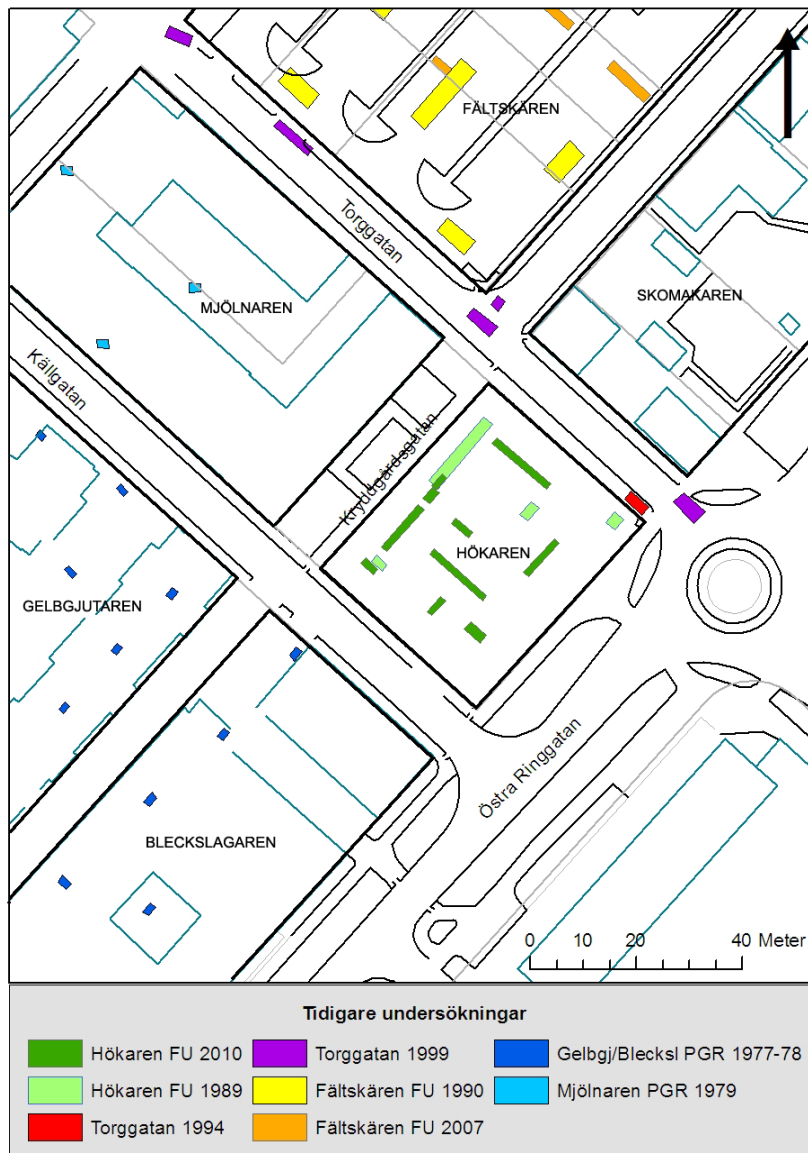 FÄLTSKÄREN
Torggatan
SKOMAKAREN
MJÖLNAREN
Källgatan
Kryddgårdsgatan
HÖKAREN
GELBGJUTAREN
Östra Ringgatan
BLECKSLAGAREN
0 10 20 40 Meter
Tidigare undersökningar
Hökaren FU 2010 Torggatan 1999 Gelbgj/Blecksl PGR 1977-78
Hökaren FU 1989 Fältskären FU 1990 Mjölnaren PGR 1979
Torggatan 1994 Fältskären FU 2007